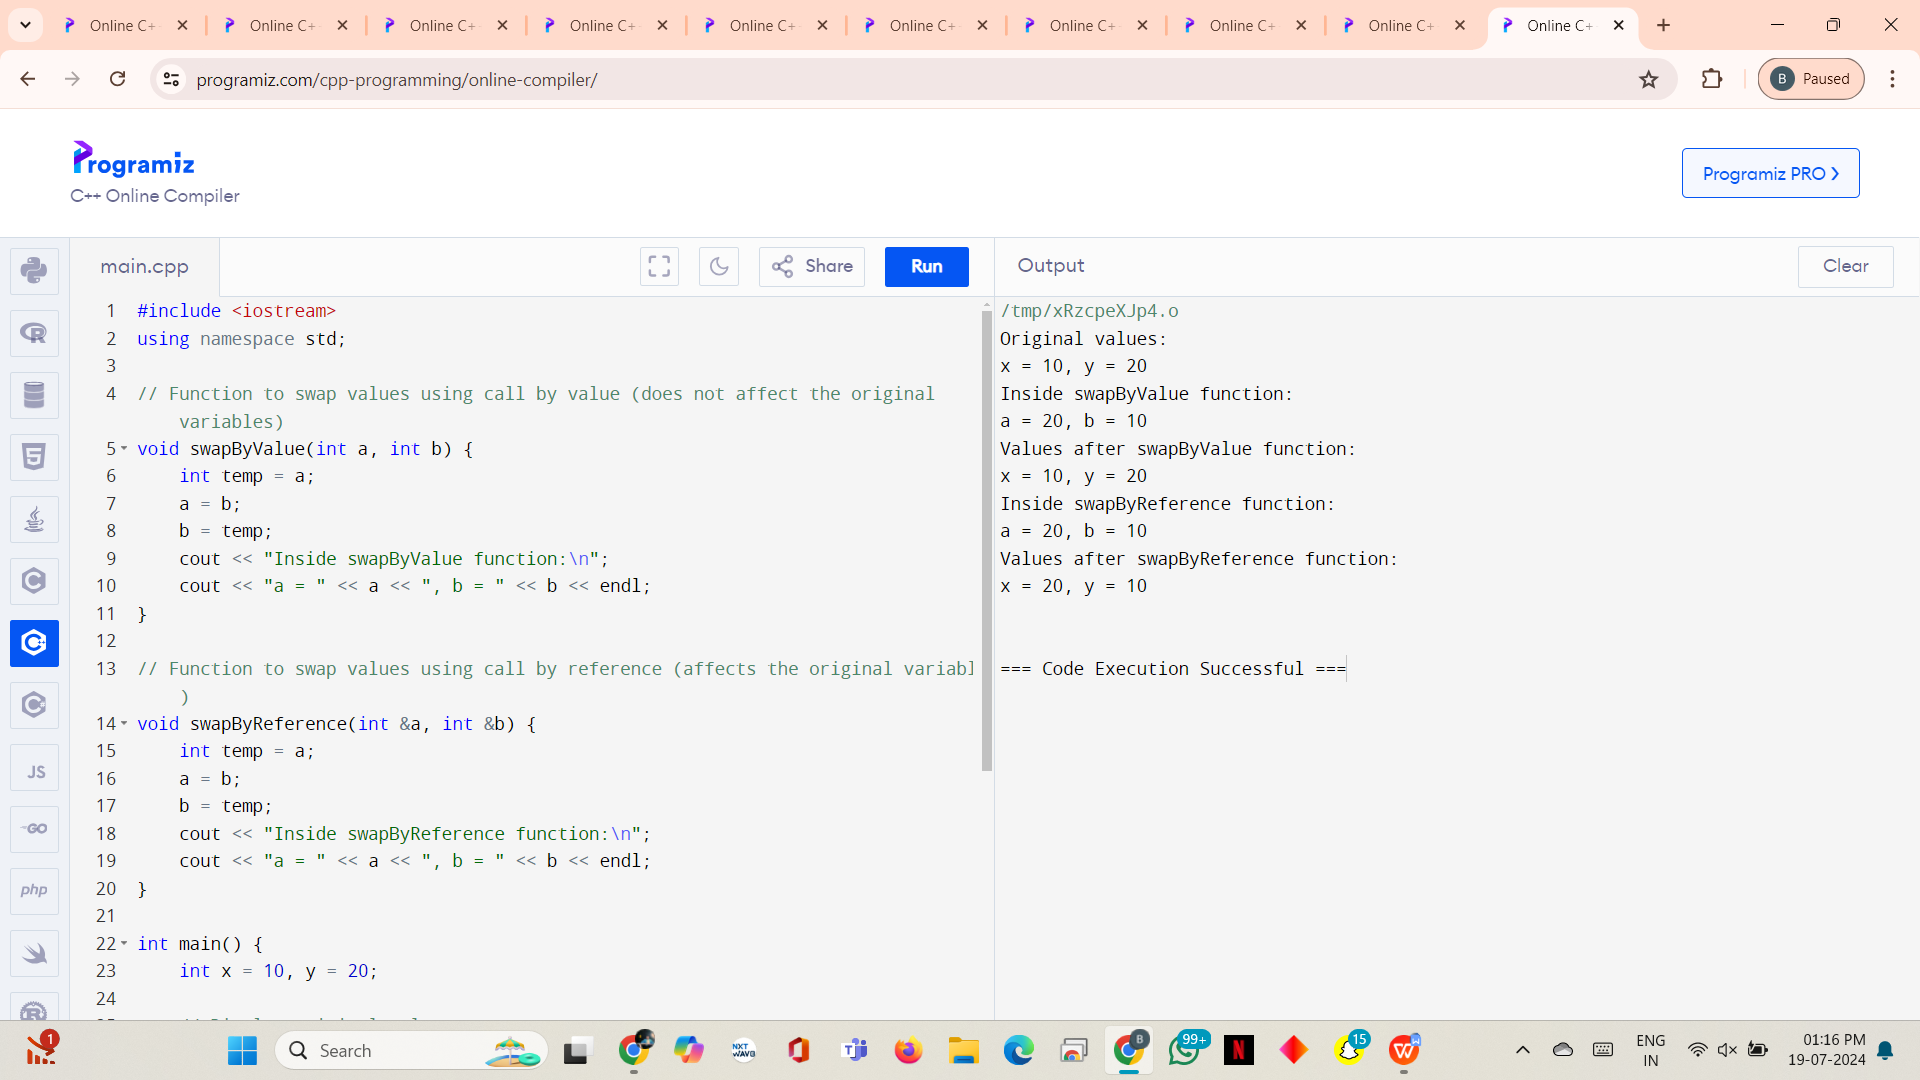 Online C+
Online C+
Online C+
Online C+
Online C+
Online C+
Online C+
Online C+
Online C+
Online C+
programiz.com/cpp-programming/online-compiler/
B Paused
Programiz
C++ Online Compiler
Programiz PRO ❯
main.cpp
Share
Run
Output
Clear
1 #include <iostream>
2 using namespace std;
3
4 // Function to swap values using call by value (does not affect the original
variables)
5 void swapByValue(int a, int b) {
6 int temp = a;
7 a = b;
8 b = temp;
9 cout << "Inside swapByValue function:\n";
10 cout << "a = " << a << ", b = " << b << endl;
11 }
12
13 // Function to swap values using call by reference (affects the original variabl
)
14 void swapByReference(int &a, int &b) {
15 int temp = a;
16 a = b;
17 b = temp;
18 cout << "Inside swapByReference function:\n";
19 cout << "a = " << a << ", b = " << b << endl;
20 }
21
22 int main() {
23 int x = 10, y = 20;
24
/tmp/xRzcpeXJp4.o
Original values:
x = 10, y = 20
Inside swapByValue function:
a = 20, b = 10
Values after swapByValue function:
x = 10, y = 20
Inside swapByReference function:
a = 20, b = 10
Values after swapByReference function:
x = 20, y = 10
=== Code Execution Successful ===
JS
GO
php
1
Search
NXT
WAVE
B
99+
N
15
W
ENG
IN
01:16 PM
19-07-2024